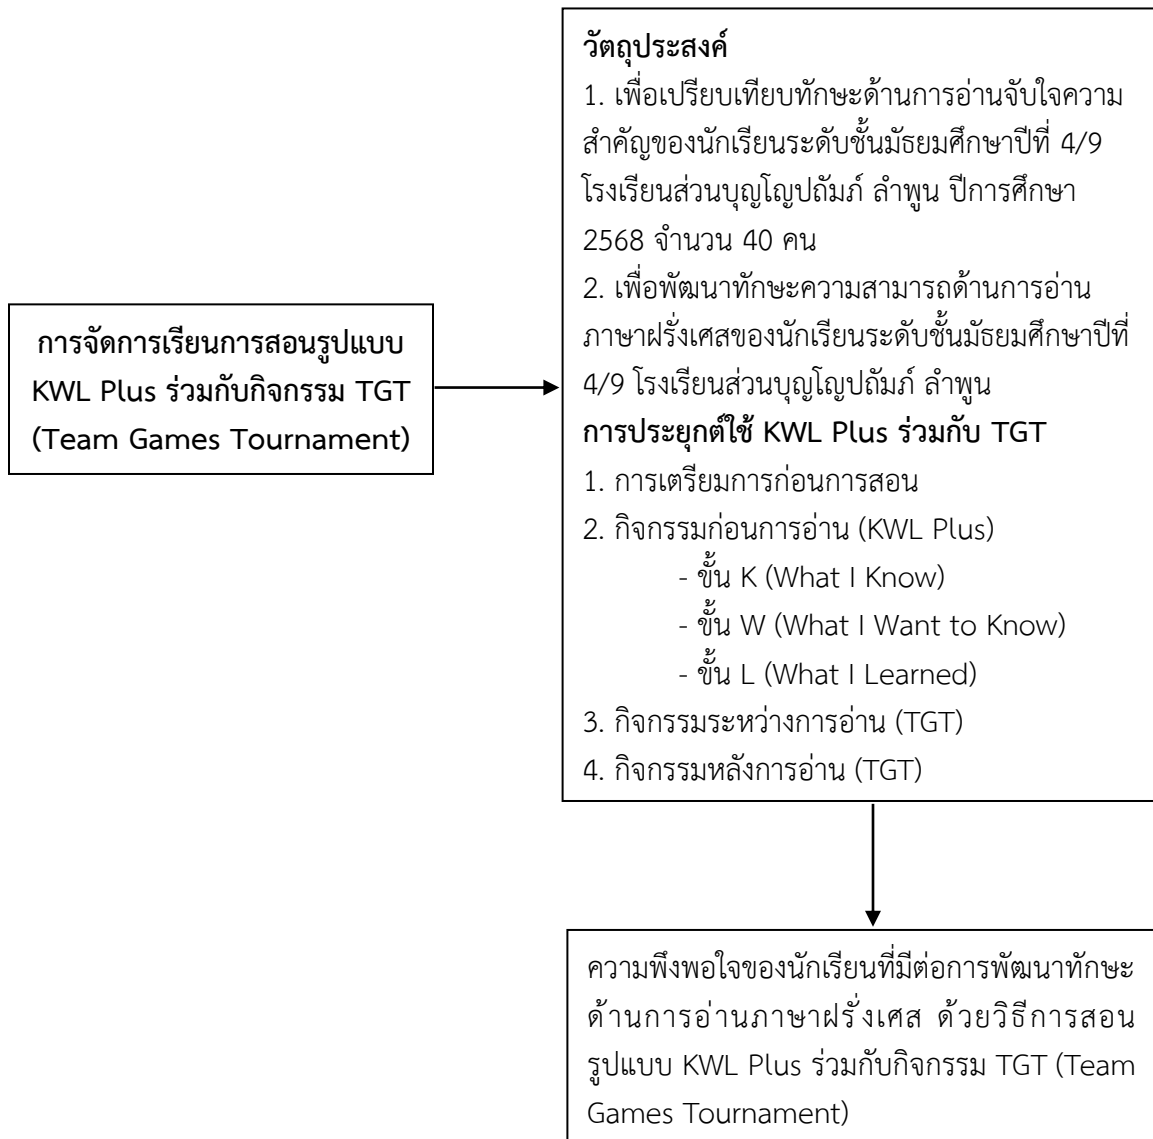 วัตถุประสงค์
1. เพื่อเปรียบเทียบทักษะด้านการอ่านจับใจความ
สำคัญของนักเรียนระดับชั้นมัธยมศึกษาปีที่ 4/9
โรงเรียนส่วนบุญโญปถัมภ์ ลำพูน ปีการศึกษา
2568 จำนวน 40 คน
2. เพื่อพัฒนาทักษะความสามารถด้านการอ่าน
ภาษาฝรั่งเศสของนักเรียนระดับชั้นมัธยมศึกษาปีที่
4/9 โรงเรียนส่วนบุญโญปถัมภ์ ลำพูน
การประยุกต์ใช้ KWL Plus ร่วมกับ TGT
1. การเตรียมการก่อนการสอน
2. กิจกรรมก่อนการอ่าน (KWL Plus)
- ขั้น K (What I Know)
- ขั้น W (What I Want to Know)
- ขั้น L (What I Learned)
3. กิจกรรมระหว่างการอ่าน (TGT)
4. กิจกรรมหลังการอ่าน (TGT)
การจัดการเรียนการสอนรูปแบบ
KWL Plus ร่วมกับกิจกรรม TGT
(Team Games Tournament)
ความพึงพอใจของนักเรียนที่มีต่อการพัฒนาทักษะ
ด้านการอ่านภาษาฝรั่งเศส ด้วยวิธีการสอน
รูปแบบ KWL Plus ร่วมกับกิจกรรม TGT (Team
Games Tournament)